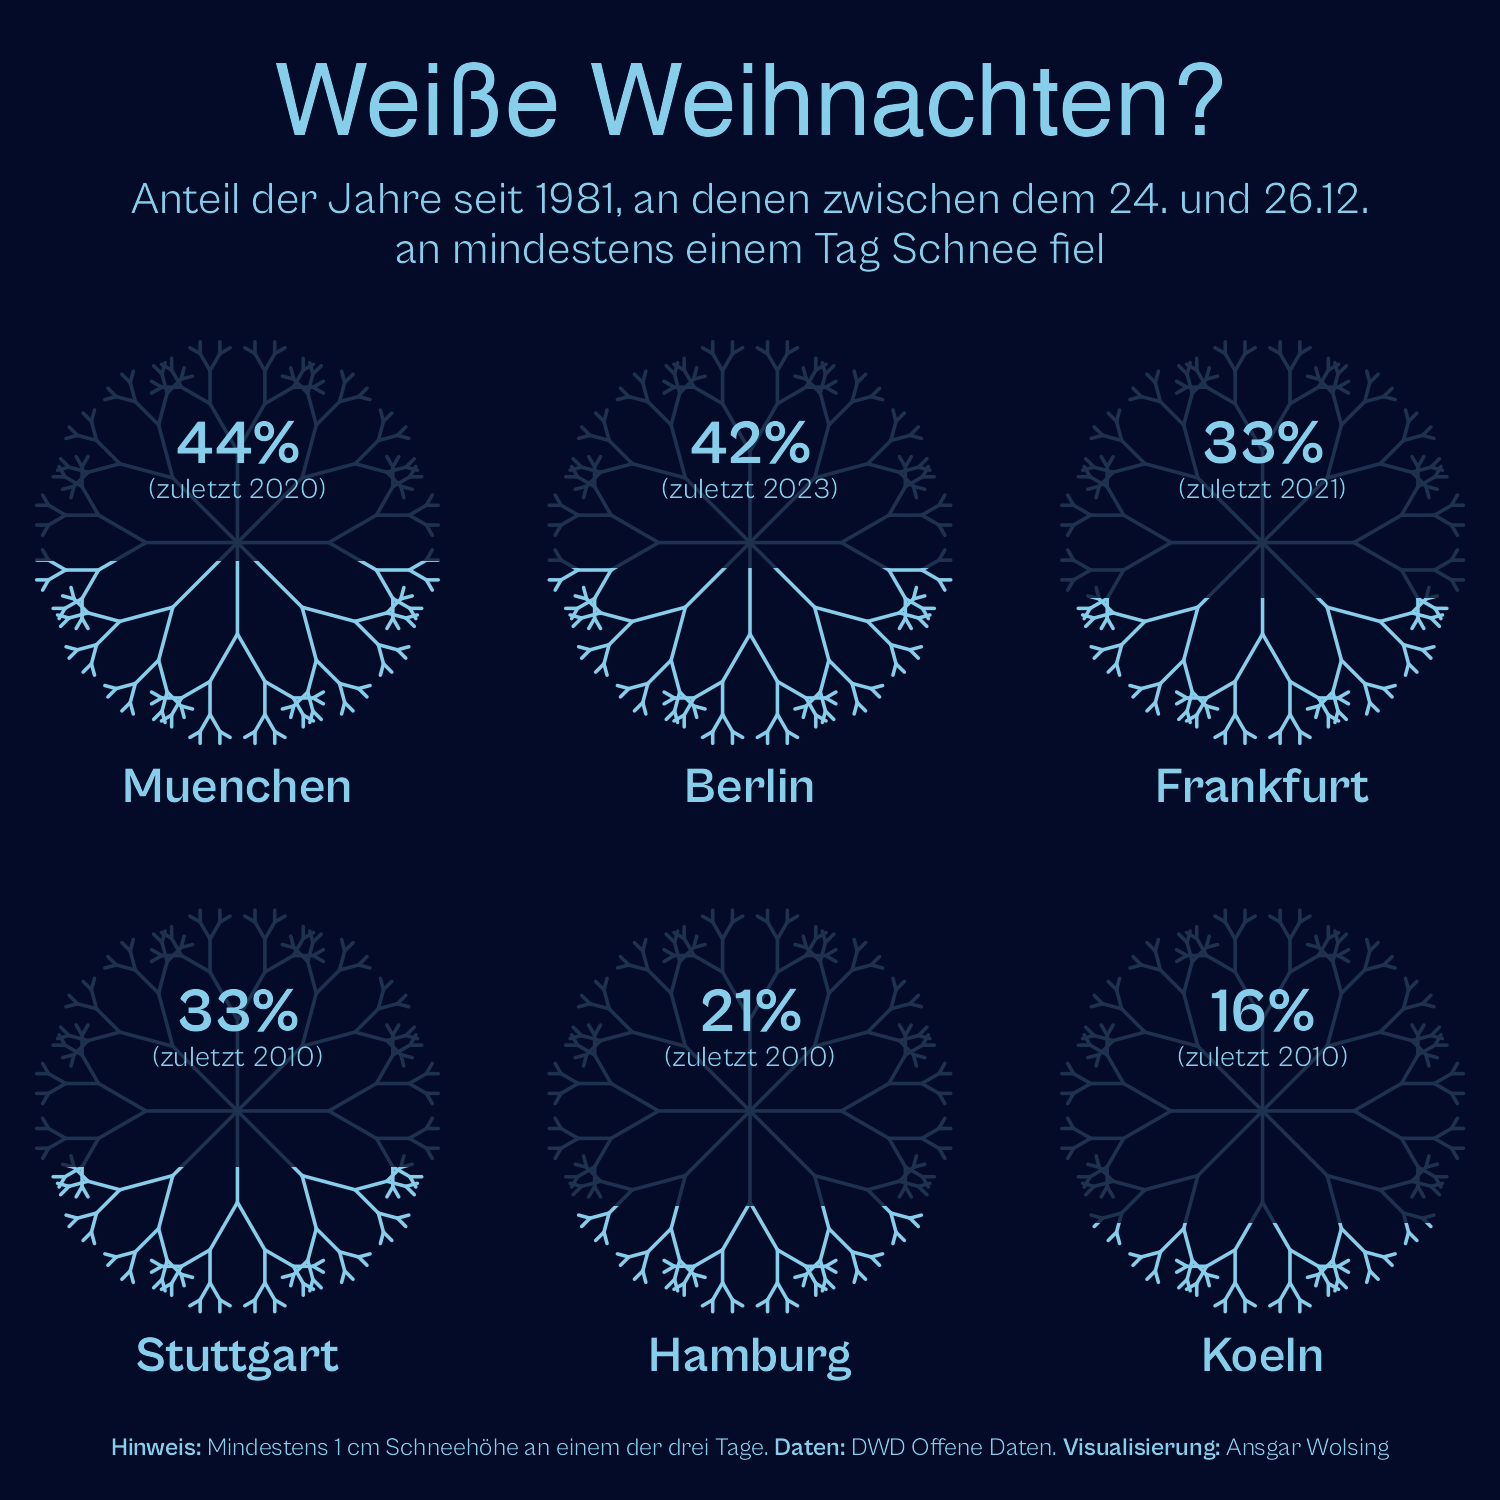 Weiße Weihnachten?
Anteil der Jahre seit 1981, an denen zwischen dem 24. und 26.12.
an mindestens einem Tag Schnee fiel
44%
(zuletzt 2020)
Muenchen
42%
(zuletzt 2023)
Berlin
33%
(zuletzt 2021)
Frankfurt
33%
(zuletzt 2010)
Stuttgart
21%
(zuletzt 2010)
Hamburg
16%
(zuletzt 2010)
Koeln
Hinweis: Mindestens 1 cm Schneehöhe an einem der drei Tage. Daten: DWD Offene Daten. Visualisierung: Ansgar Wolsing